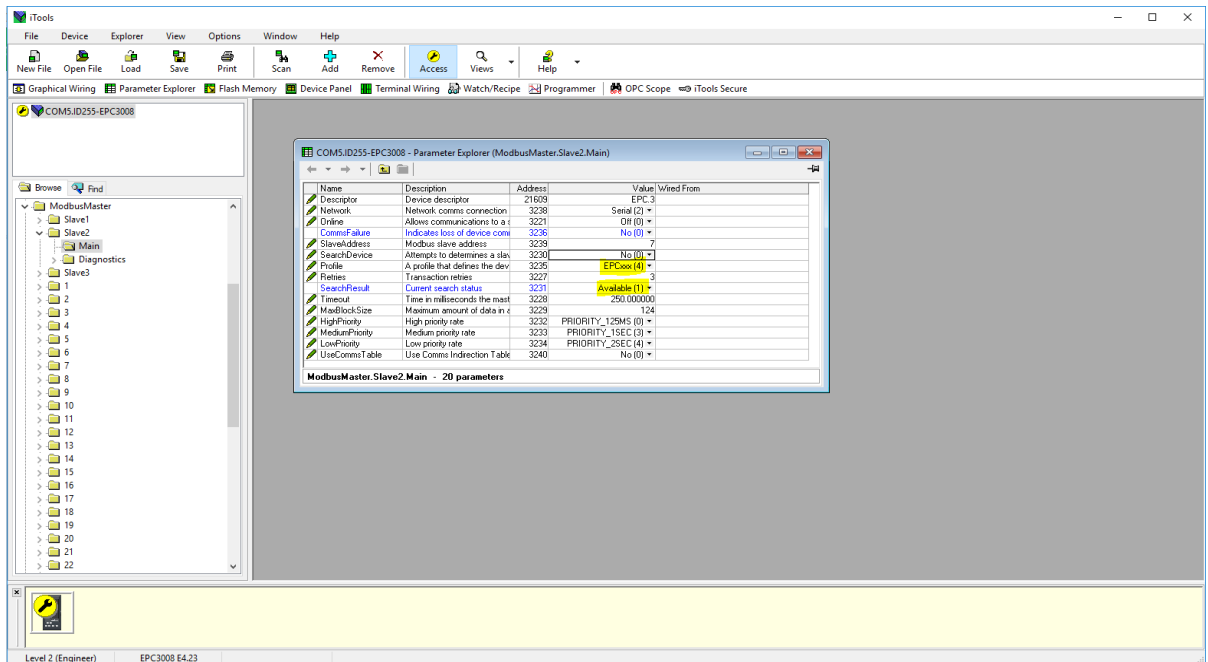 iTools
File Device Explorer View Options Window Help
New File Open File Load Save Print Scan Add Remove Access Views Help
Graphical Wiring Parameter Explorer Flash Memory Device Panel Terminal Wiring Watch/Recipe Programmer OPC Scope iTools Secure
COM5.ID255-EPC3008
Browse Find
ModbusMaster
Slave1
Slave2
Main
Diagnostics
Slave3
1
2
3
4
5
6
7
8
9
10
11
12
13
14
15
16
17
18
19
20
21
22
COM5.ID255-EPC3008 - Parameter Explorer (ModbusMaster.Slave2.Main)
Name Description Address Value Wired From
Descriptor Device descriptor 21609 EPC.3
Network Network comms connection 3238 Serial (2)
Online Allows communications to a s 3221 Off (0)
CommsFailure Indicates loss of device com 3236 No (0)
SlaveAddress Modbus slave address 3239 7
SearchDevice Attempts to determines a slav 3230 No (0)
Profile A profile that defines the dev 3235 EPCxxx (4)
Retries Transaction retries 3227 3
SearchResult Current search status 3231 Available (1)
Timeout Time in milliseconds the mast 3228 250.000000
MaxBlockSize Maximum amount of data in a 3229 124
HighPriority High priority rate 3232 PRIORITY_125MS (0)
MediumPriority Medium priority rate 3233 PRIORITY_1SEC (3)
LowPriority Low priority rate 3234 PRIORITY_2SEC (4)
UseCommsTable Use Comms Indirection Table 3240 No (0)
ModbusMaster.Slave2.Main - 20 parameters
Level 2 (Engineer) EPC3008 E4.23